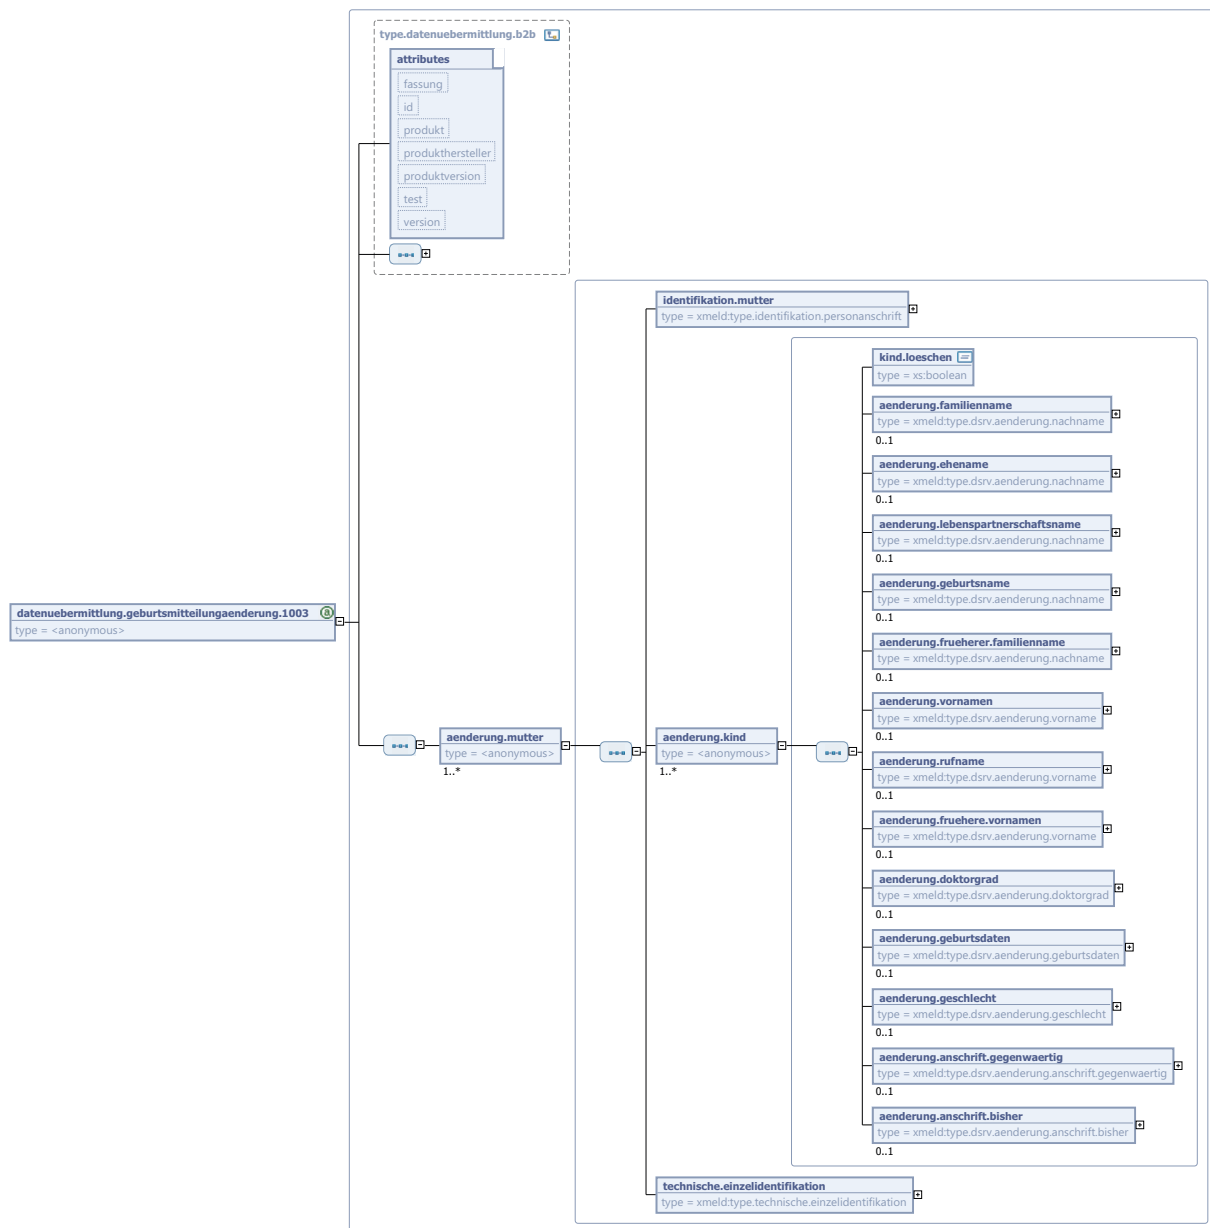 type.datenuebermittlung.b2b
attributes
fassung
id
produkt
produkthersteller
produktversion
test
version
identifikation.mutter
type = xmeld:type.identifikation.personanschrift
kind.loeschen
type = xs:boolean
aenderung.familienname
type = xmeld:type.dsrv.aenderung.nachname
0..1
aenderung.ehename
type = xmeld:type.dsrv.aenderung.nachname
0..1
aenderung.lebenspartnerschaftsname
type = xmeld:type.dsrv.aenderung.nachname
0..1
aenderung.geburtsname
type = xmeld:type.dsrv.aenderung.nachname
0..1
datenuebermittlung.geburtsmitteilungaenderung.1003 a
type = <anonymous>
aenderung.frueherer.familienname
type = xmeld:type.dsrv.aenderung.nachname
0..1
aenderung.vornamen
type = xmeld:type.dsrv.aenderung.vorname
0..1
aenderung.mutter
type = <anonymous>
1..*
aenderung.kind
type = <anonymous>
1..*
aenderung.rufname
type = xmeld:type.dsrv.aenderung.vorname
0..1
aenderung.fruehere.vornamen
type = xmeld:type.dsrv.aenderung.vorname
0..1
aenderung.doktorgrad
type = xmeld:type.dsrv.aenderung.doktorgrad
0..1
aenderung.geburtsdaten
type = xmeld:type.dsrv.aenderung.geburtsdaten
0..1
aenderung.geschlecht
type = xmeld:type.dsrv.aenderung.geschlecht
0..1
aenderung.anschrift.gegenwaertig
type = xmeld:type.dsrv.aenderung.anschrift.gegenwaertig
0..1
aenderung.anschrift.bisher
type = xmeld:type.dsrv.aenderung.anschrift.bisher
0..1
technische.einzelidentifikation
type = xmeld:type.technische.einzelidentifikation